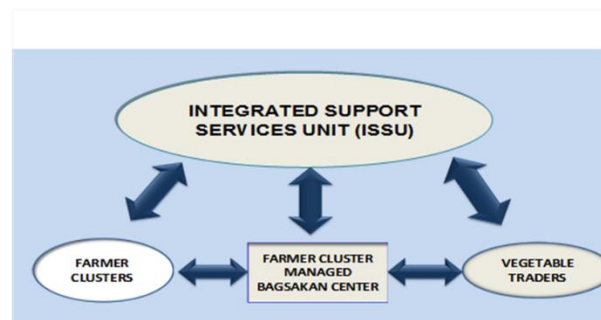 INTEGRATED SUPPORT
SERVICES UNIT (ISSU)
FARMER
CLUSTERS
FARMER CLUSTER
MANAGED
BAGSAKAN CENTER
VEGETABLE
TRADERS